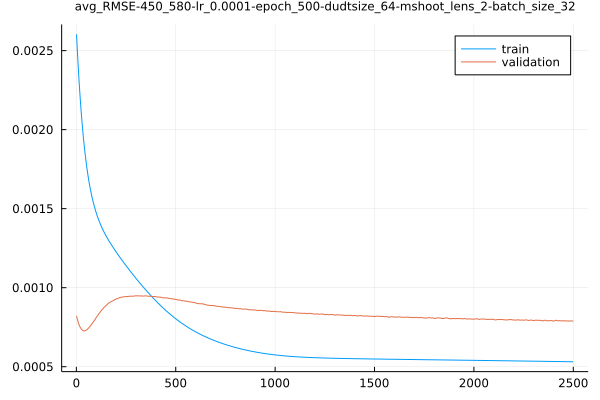 avg_RMSE-450_580-lr_0.0001-epoch_500-dudtsize_64-mshoot_lens_2-batch_size_32
train
validation
0.0025
0.0020
0.0015
0.0010
0.0005
0 500 1000 1500 2000 2500